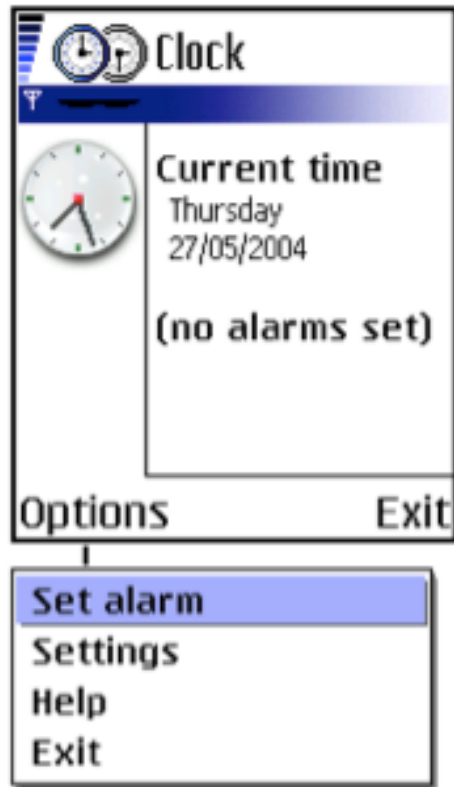 Clock
Current time
Thursday
27/05/2004
(no alarms set)
Options Exit
Set alarm
Settings
Help
Exit